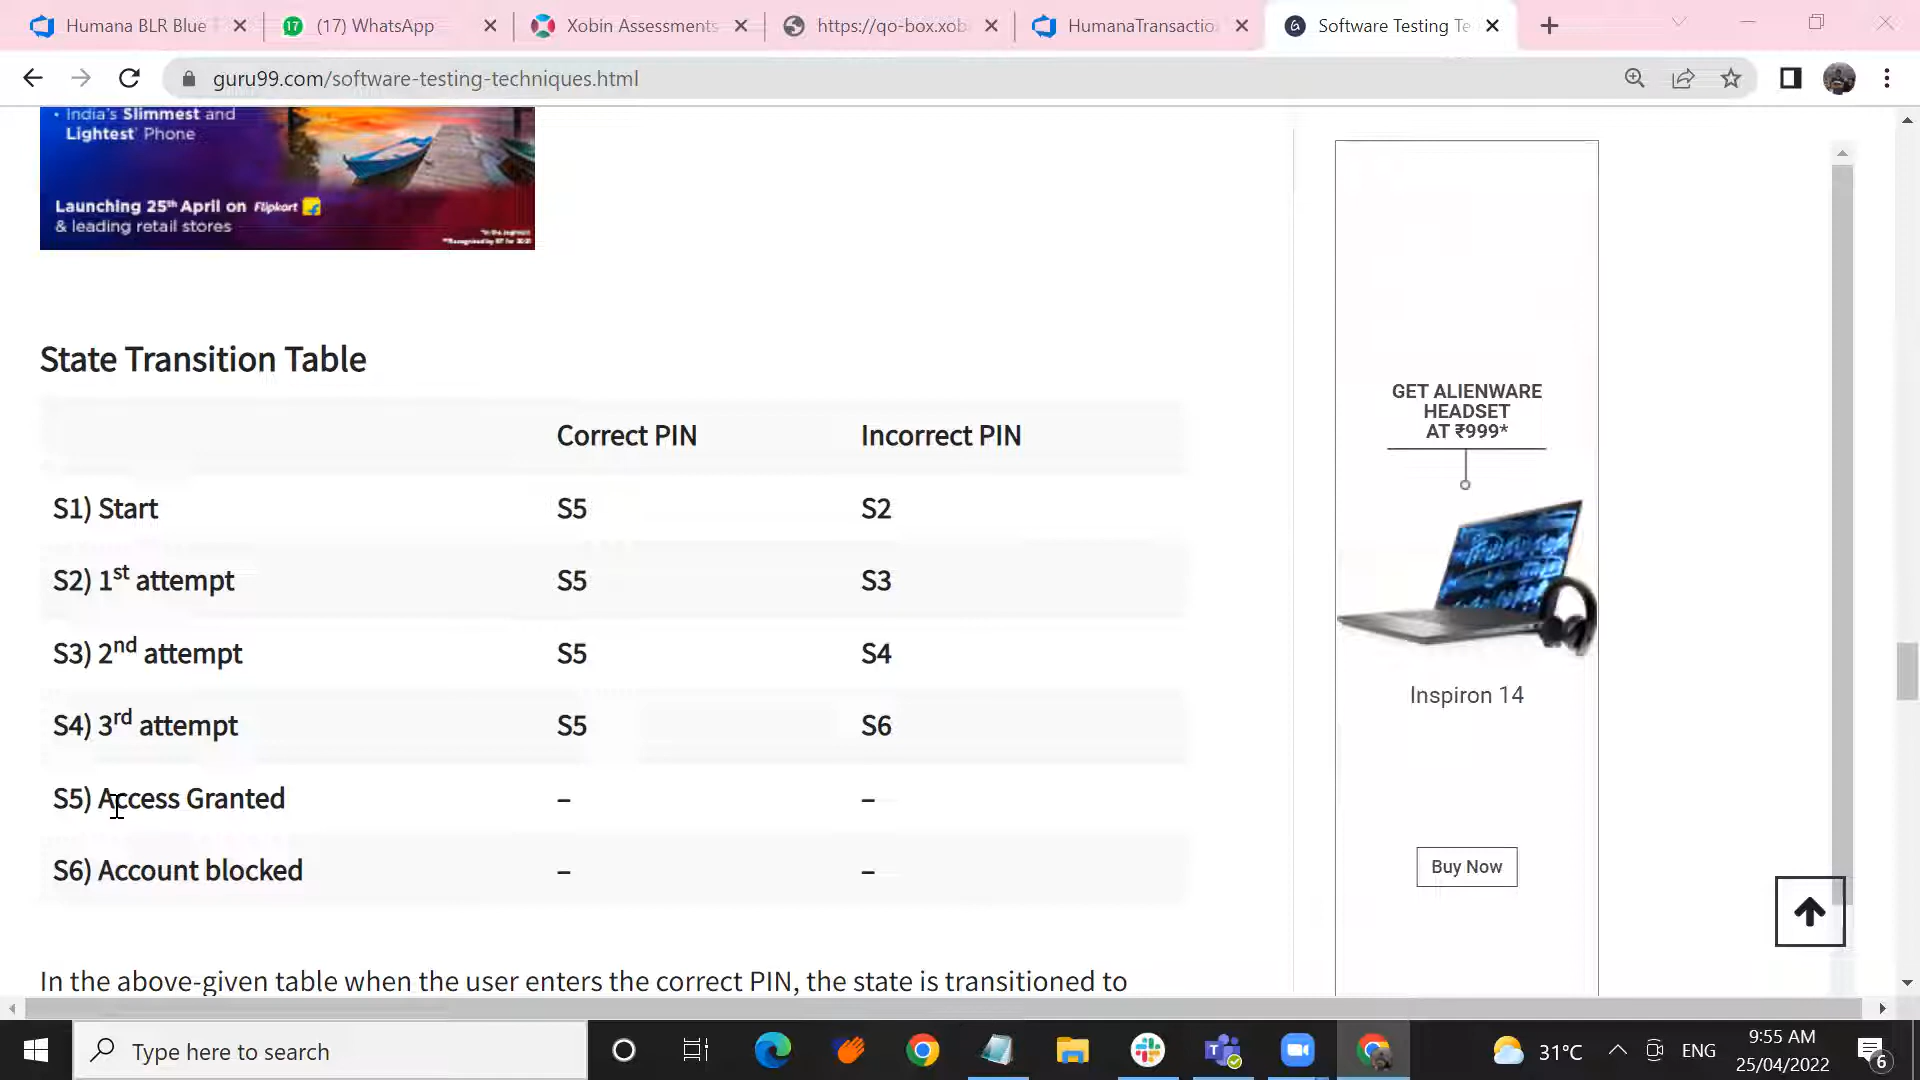 Humana BLR Blue
(17) WhatsApp
Xobin Assessments
https://qo-box.xob
HumanaTransactio
Software Testing Te
guru99.com/software-testing-techniques.html
• India's Slimmest and
Lightest* Phone
Launching 25th April on Flipkart
& leading retail stores
State Transition Table
Correct PIN Incorrect PIN
S1) Start S5 S2
S2) 1st attempt S5 S3
S3) 2nd attempt S5 S4
S4) 3rd attempt S5 S6
S5) Access Granted – –
S6) Account blocked – –
In the above-given table when the user enters the correct PIN, the state is transitioned to
GET ALIENWARE
HEADSET
AT ₹999*
Inspiron 14
Buy Now
Type here to search
31°C
ENG
9:55 AM
25/04/2022
6